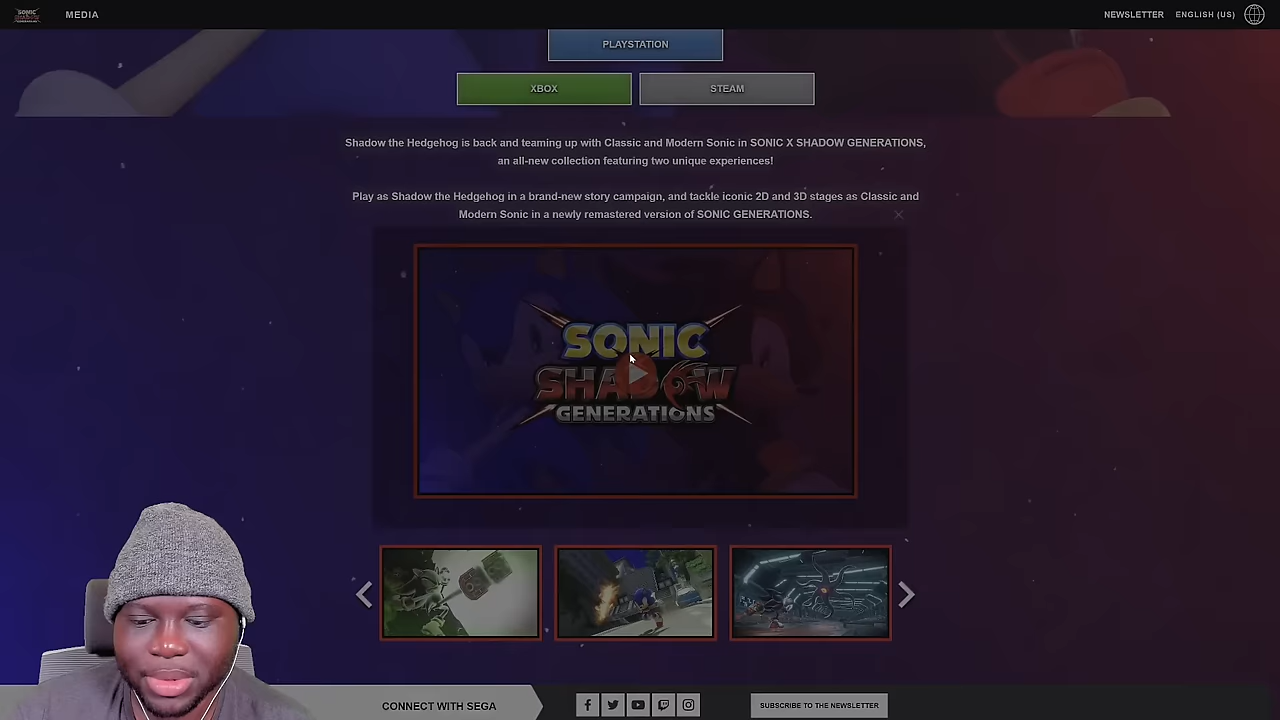 SONIC
SHADOW
GENERATIONS
MEDIA
NEWSLETTER
ENGLISH (US)
PLAYSTATION
XBOX
STEAM
Shadow the Hedgehog is back and teaming up with Classic and Modern Sonic in SONIC X SHADOW GENERATIONS,
an all-new collection featuring two unique experiences!
Play as Shadow the Hedgehog in a brand-new story campaign, and tackle iconic 2D and 3D stages as Classic and
Modern Sonic in a newly remastered version of SONIC GENERATIONS.
SONIC
SHADOW
GENERATIONS
CONNECT WITH SEGA
SUBSCRIBE TO THE NEWSLETTER